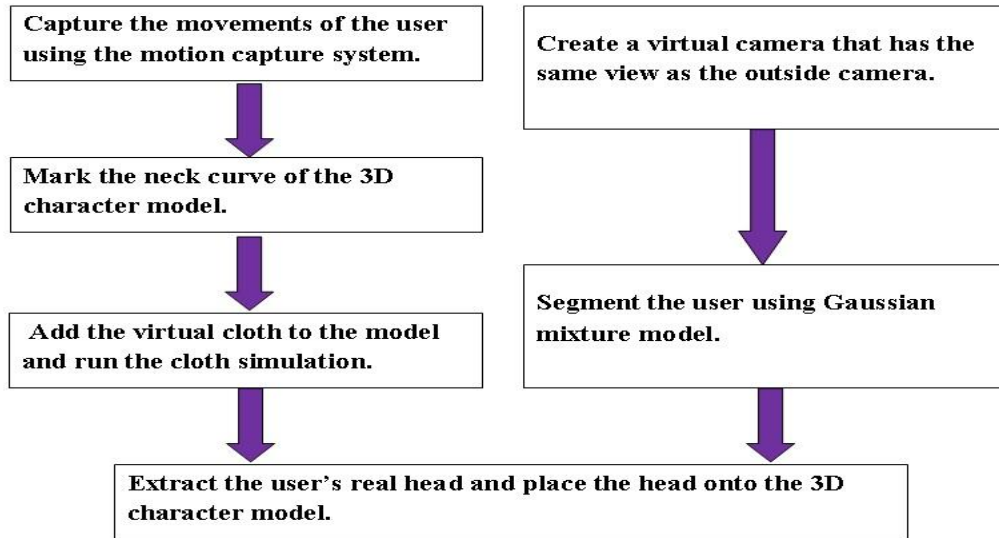 Capture the movements of the user
using the motion capture system.
Mark the neck curve of the 3D
character model.
Add the virtual cloth to the model
and run the cloth simulation.
Create a virtual camera that has the
same view as the outside camera.
Segment the user using Gaussian
mixture model.
Extract the user’s real head and place the head onto the 3D
character model.